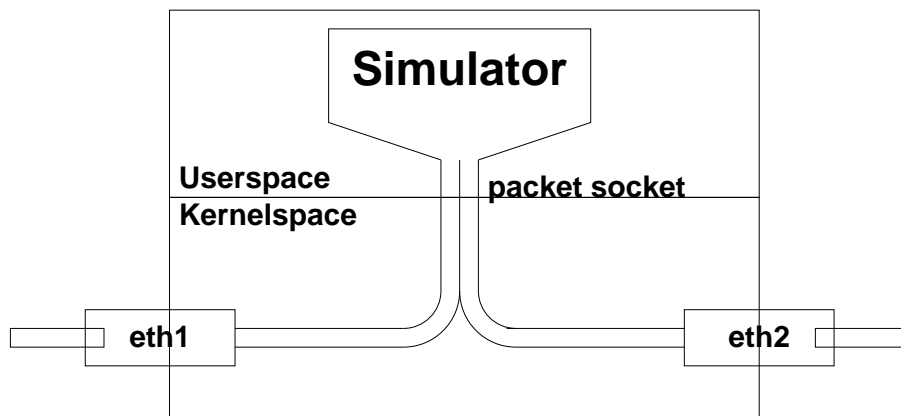 Simulator
Userspace
packet socket
Kernelspace
eth1
eth2